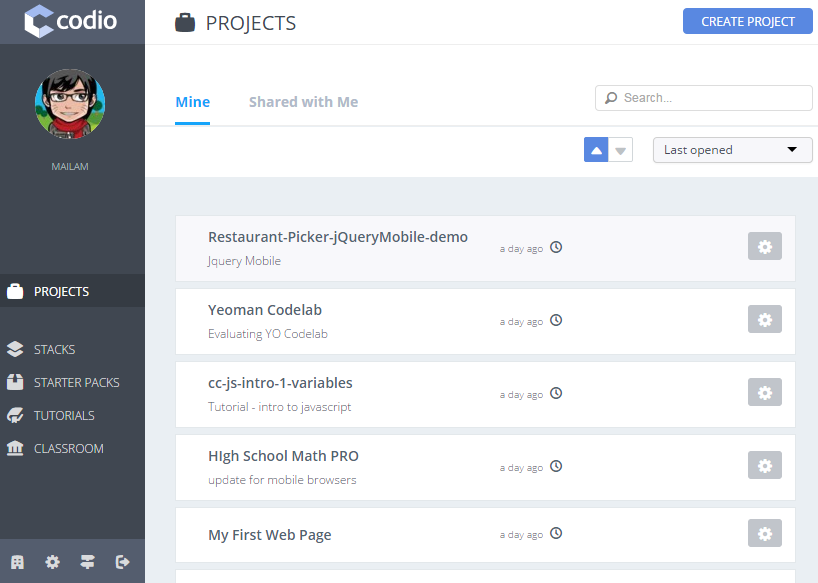 codio
PROJECTS
CREATE PROJECT
Mine
Shared with Me
Search...
MAILAM
Last opened
PROJECTS
STACKS
STARTER PACKS
TUTORIALS
CLASSROOM
Restaurant-Picker-jQueryMobile-demo
Jquery Mobile
a day ago
Yeoman Codelab
Evaluating YO Codelab
a day ago
cc-js-intro-1-variables
Tutorial - intro to javascript
a day ago
HIgh School Math PRO
update for mobile browsers
a day ago
My First Web Page
a day ago